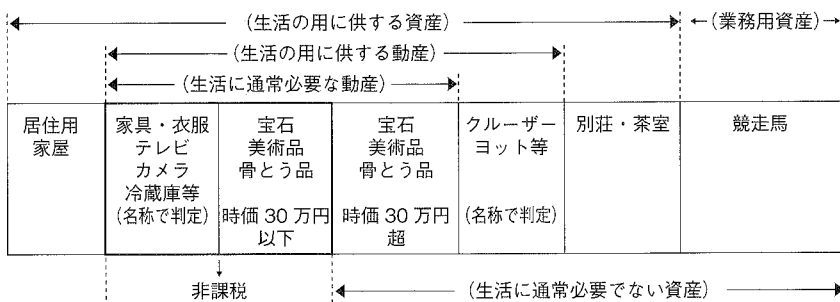 (生活の用に供する資産) (業務用資産)
(生活の用に供する動産)
(生活に通常必要な動産)
居住用
家屋
家具・衣服
テレビ
カメラ
冷蔵庫等
(名称で判定)
宝石
美術品
骨とう品
時価 30 万円
以下
宝石
美術品
骨とう品
時価 30 万円
超
クルーザー
ヨット等
(名称で判定)
別荘・茶室
競走馬
非課税
(生活に通常必要でない資産)